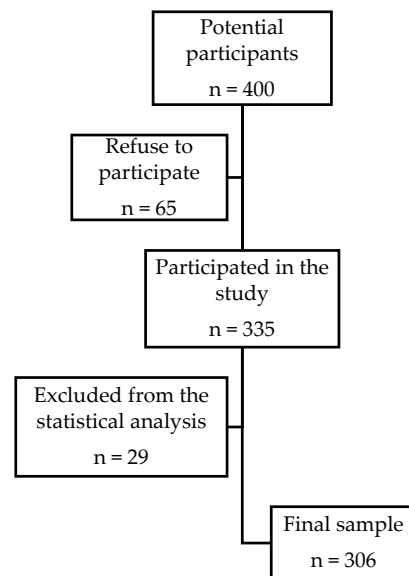 Potential
participants
n = 400
Refuse to
participate
n = 65
Participated in the
study
n = 335
Excluded from the
statistical analysis
n = 29
Final sample
n = 306